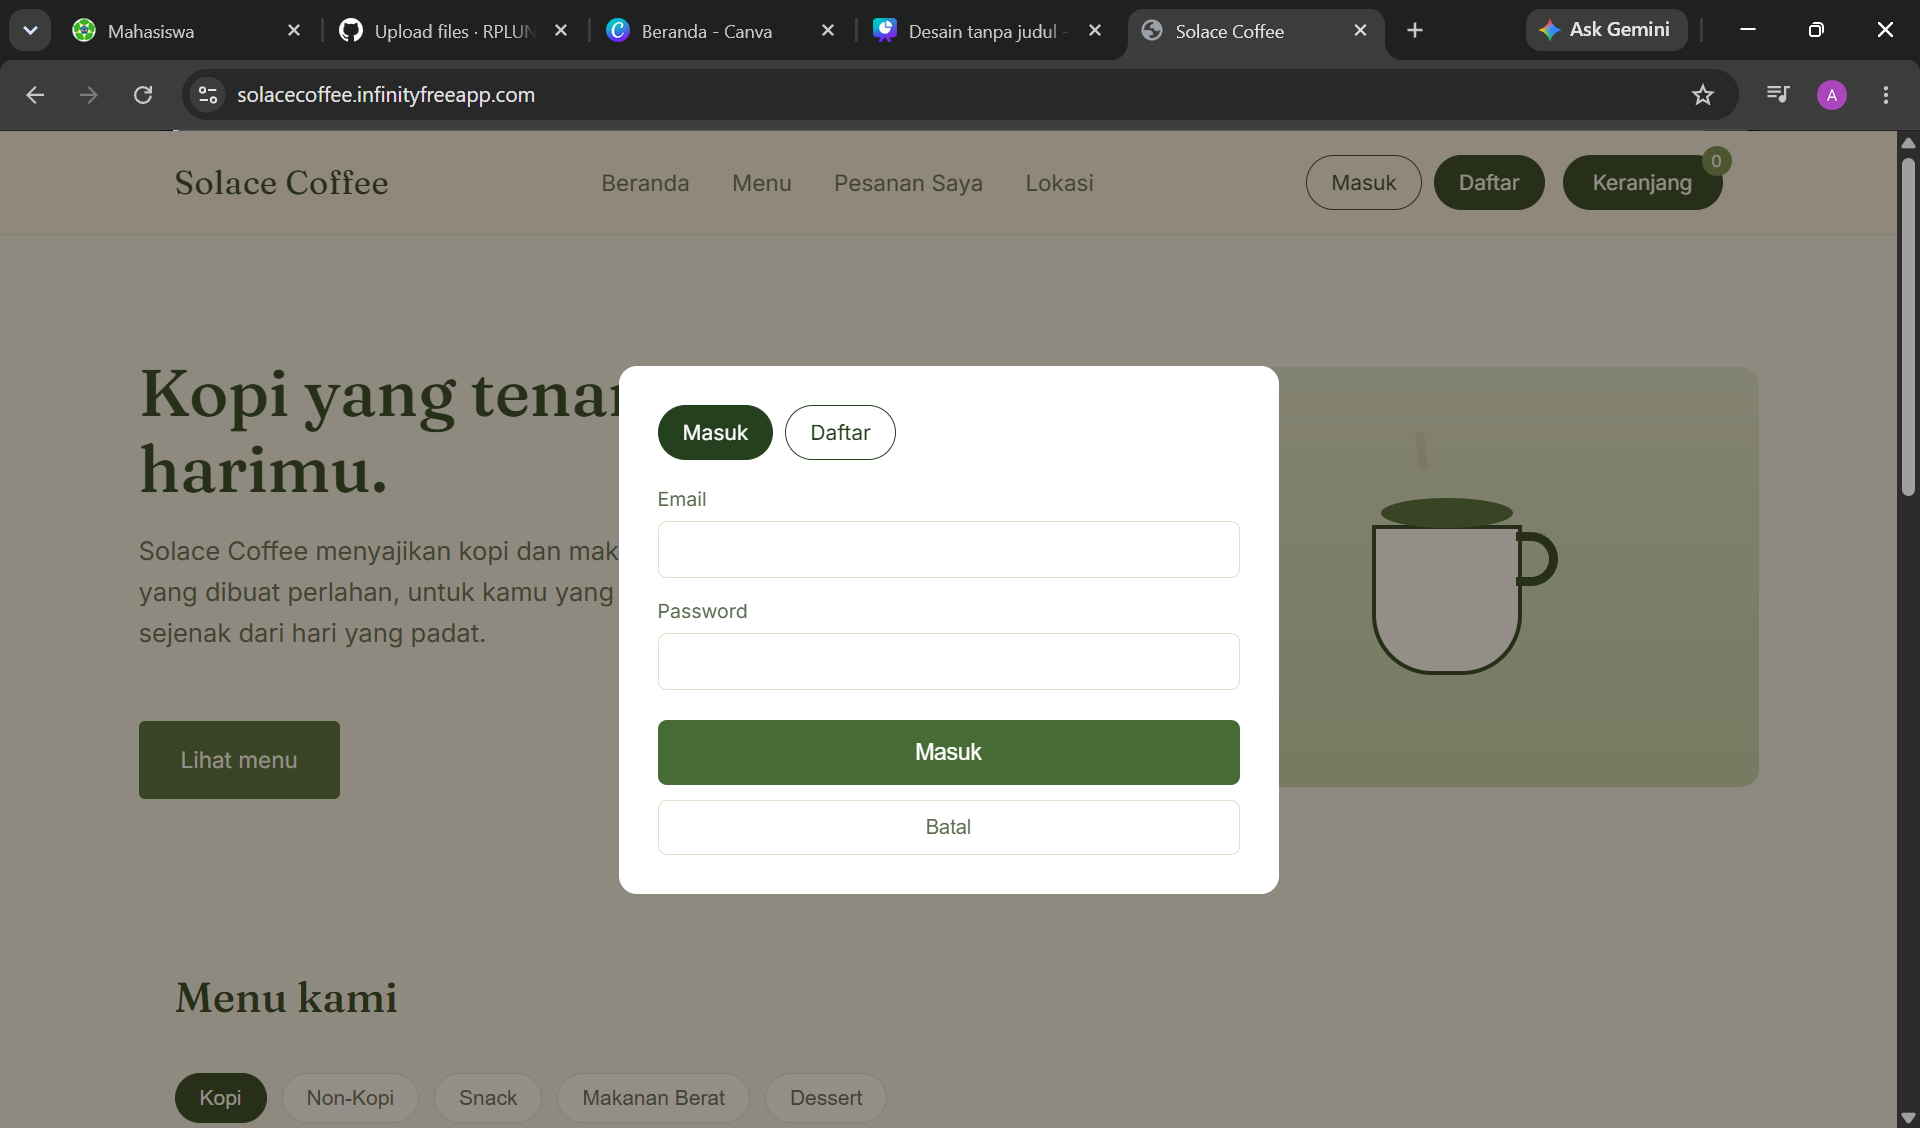 Mahasiswa
Upload files · RPLUN
Beranda - Canva
Desain tanpa judul -
Solace Coffee
Ask Gemini
solacecoffee.infinityfreeapp.com
A
Solace Coffee
Beranda
Menu
Pesanan Saya
Lokasi
Masuk
Daftar
Keranjang
0
Kopi yang tenan
harimu.
Solace Coffee menyajikan kopi dan mak
yang dibuat perlahan, untuk kamu yang
sejenak dari hari yang padat.
Lihat menu
Masuk
Daftar
Email
Password
Masuk
Batal
Menu kami
Kopi
Non-Kopi
Snack
Makanan Berat
Dessert